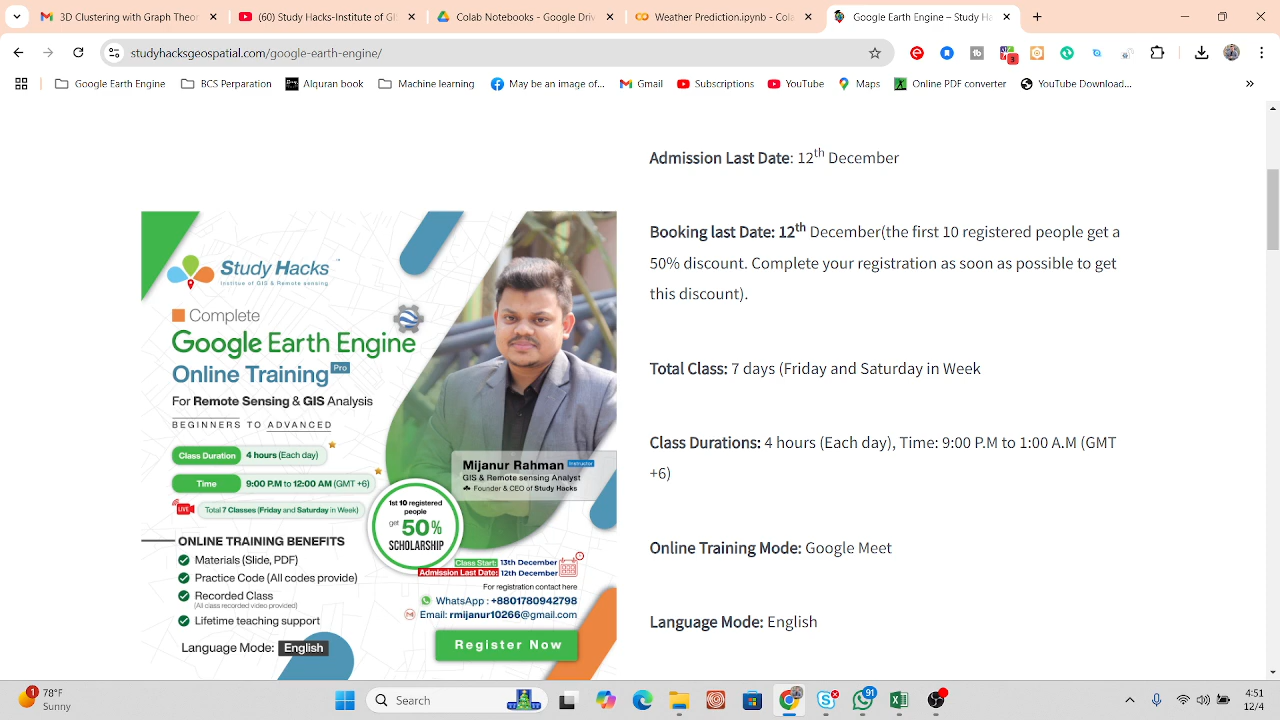 3D Clustering Earth Graph Theor
(60) Study Hacks-Institute of GI
Colab Notebooks - Google Driv
Weather Prediction - Colab
Google Earth Engine – Study Ha
studyhacksgeospatial.com/google-earth-engine/
Google Earth Engine
BCS Preparation
Alquran book
Machine learning
May be an image of...
Gmail
Subscriptions
YouTube
Maps
Online PDF converter
YouTube Download...
Admission Last Date: 12th December
Booking last Date: 12th December(the first 10 registered people get a
50% discount. Complete your registration as soon as possible to get
this discount).
Total Class: 7 days (Friday and Saturday in Week
Class Durations: 4 hours (Each day), Time: 9:00 P.M to 1:00 A.M (GMT
+6)
Online Training Mode: Google Meet
Language Mode: English
Study Hacks
Institue of GIS & Remote sensing
Complete
Google Earth Engine
Online Training Pro
For Remote Sensing & GIS Analysis
BEGINNERS TO ADVANCED
Class Duration 4 hours (Each day)
Time 9:00 P.M to 12:00 AM (GMT +6)
LIVE Total 7 Classes (Friday and Saturday in Week)
Mijanur Rahman Instructor
GIS & Remote sensing Analyst
Founder & CEO of Study Hacks
1st 10 registered
people
get 50%
SCHOLARSHIP
ONLINE TRAINING BENEFITS
Materials (Slide, PDF)
Practice Code (All codes provide)
Recorded Class
(All class recorded video provided)
Lifetime teaching support
Language Mode: English
Class Start: 13th December
Admission Last Date: 12th December
For registration contact here
WhatsApp : +8801780942798
Email: rmijanur10266@gmail.com
Register Now
78°F
Sunny
Search
91
4:51
12/4